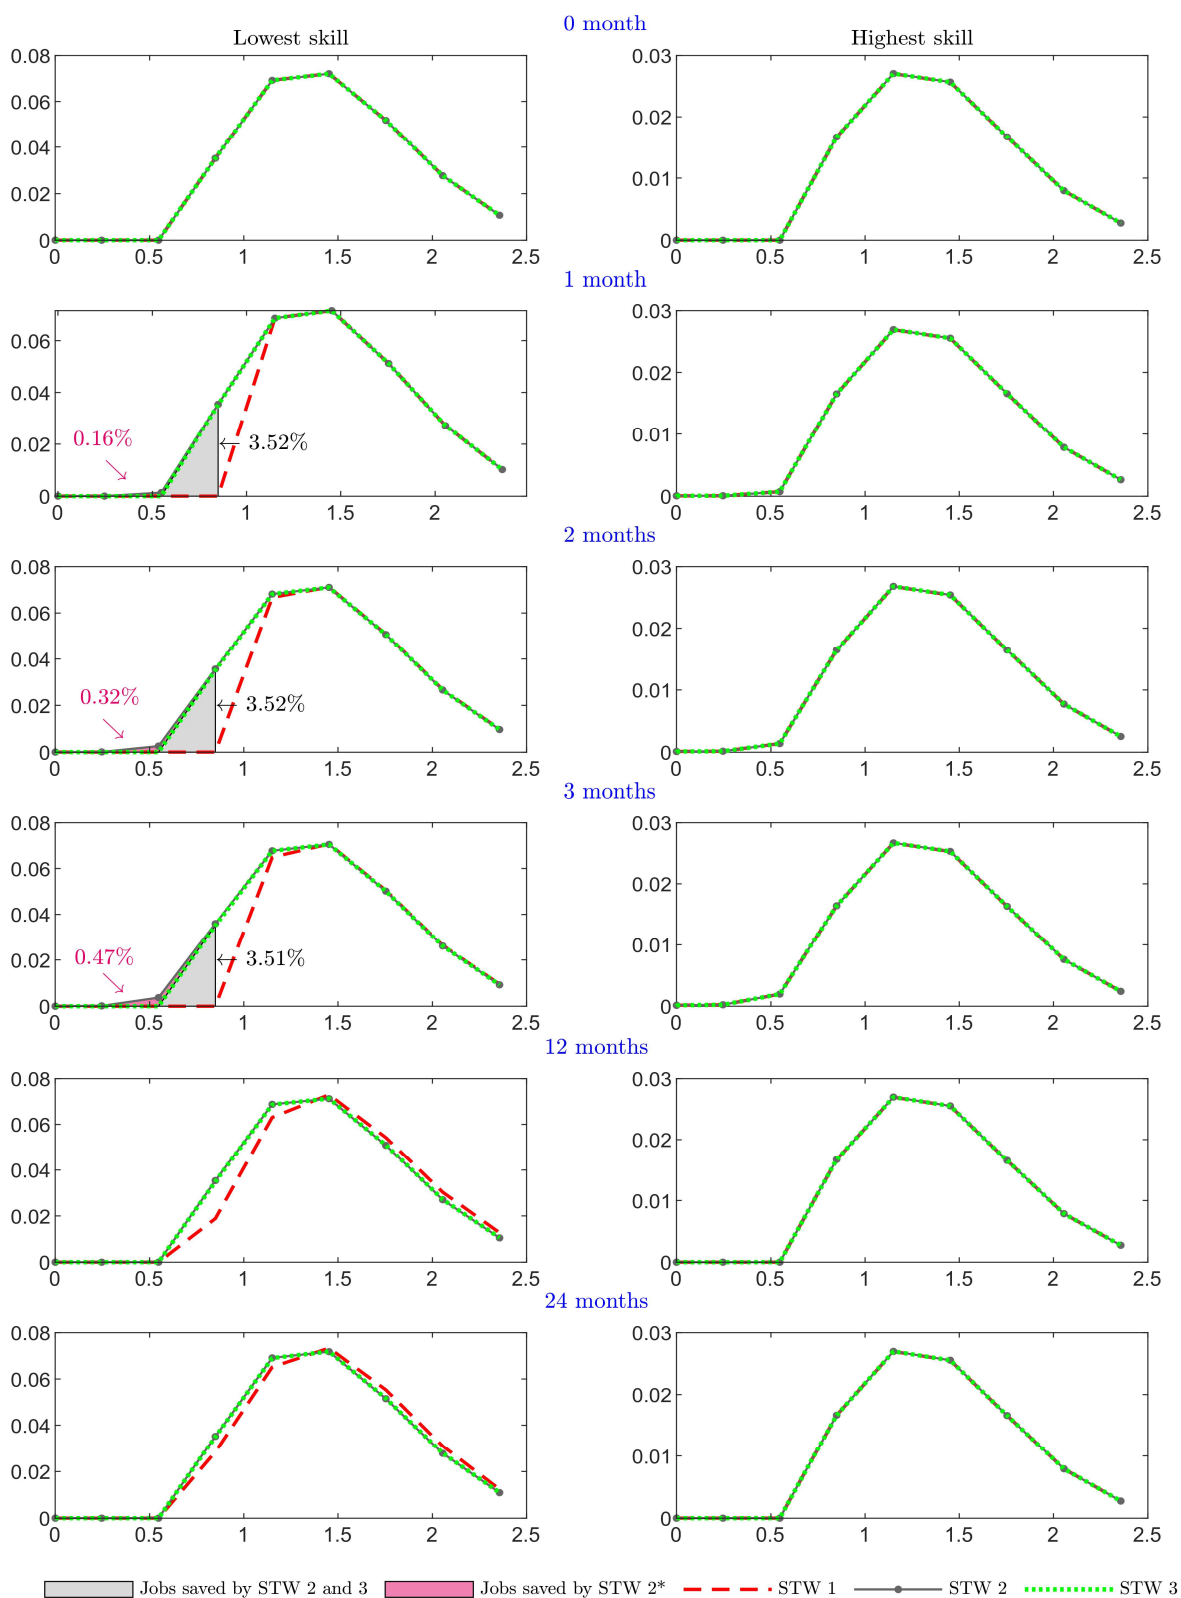 0 month
Lowest skill
Highest skill
0.08
0.06
0.04
0.02
0
0 0.5 1 1.5 2 2.5
0.03
0.02
0.01
0
0 0.5 1 1.5 2 2.5
1 month
0.06
0.04
0.02
0
0.16%
3.52%
0 0.5 1 1.5 2
0.03
0.02
0.01
0
0 0.5 1 1.5 2 2.5
2 months
0.08
0.06
0.04
0.02
0
0.32%
3.52%
0 0.5 1 1.5 2 2.5
0.03
0.02
0.01
0
0 0.5 1 1.5 2 2.5
3 months
0.08
0.06
0.04
0.02
0
0.47%
3.51%
0 0.5 1 1.5 2 2.5
0.03
0.02
0.01
0
0 0.5 1 1.5 2 2.5
12 months
0.08
0.06
0.04
0.02
0
0 0.5 1 1.5 2 2.5
0.03
0.02
0.01
0
0 0.5 1 1.5 2 2.5
24 months
0.08
0.06
0.04
0.02
0
0 0.5 1 1.5 2 2.5
0.03
0.02
0.01
0
0 0.5 1 1.5 2 2.5
Jobs saved by STW 2 and 3 Jobs saved by STW 2* STW 1 STW 2 STW 3